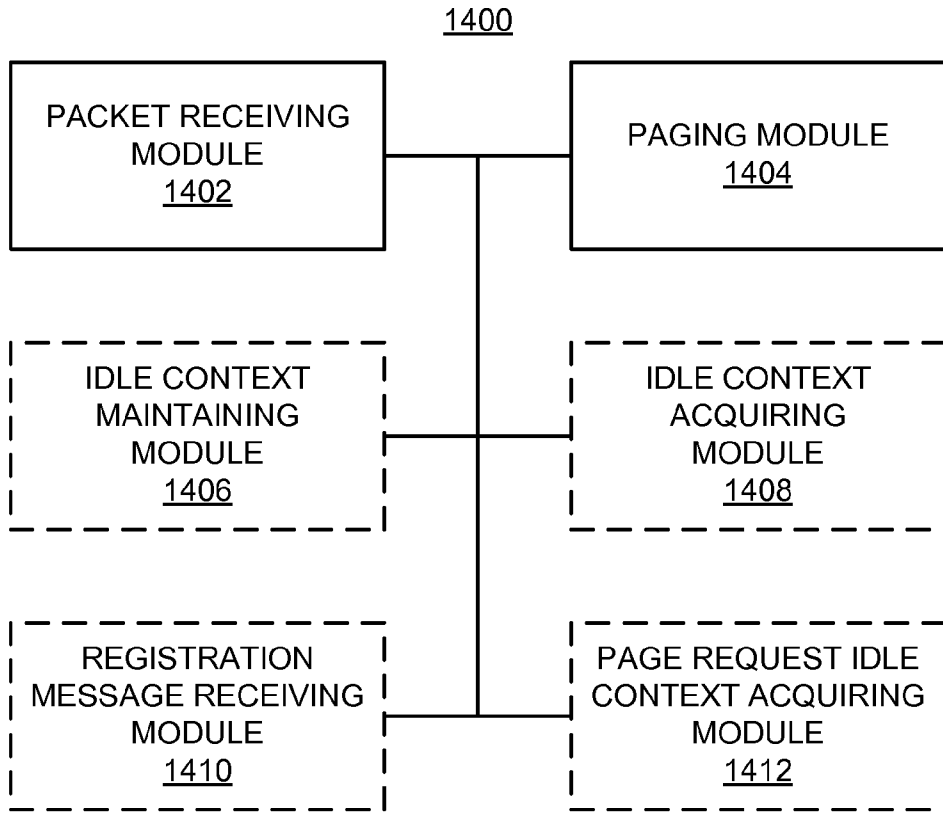 1400
PACKET RECEIVING
MODULE
1402
PAGING MODULE
1404
IDLE CONTEXT
MAINTAINING
MODULE
1406
IDLE CONTEXT
ACQUIRING
MODULE
1408
REGISTRATION
MESSAGE RECEIVING
MODULE
1410
PAGE REQUEST IDLE
CONTEXT ACQUIRING
MODULE
1412